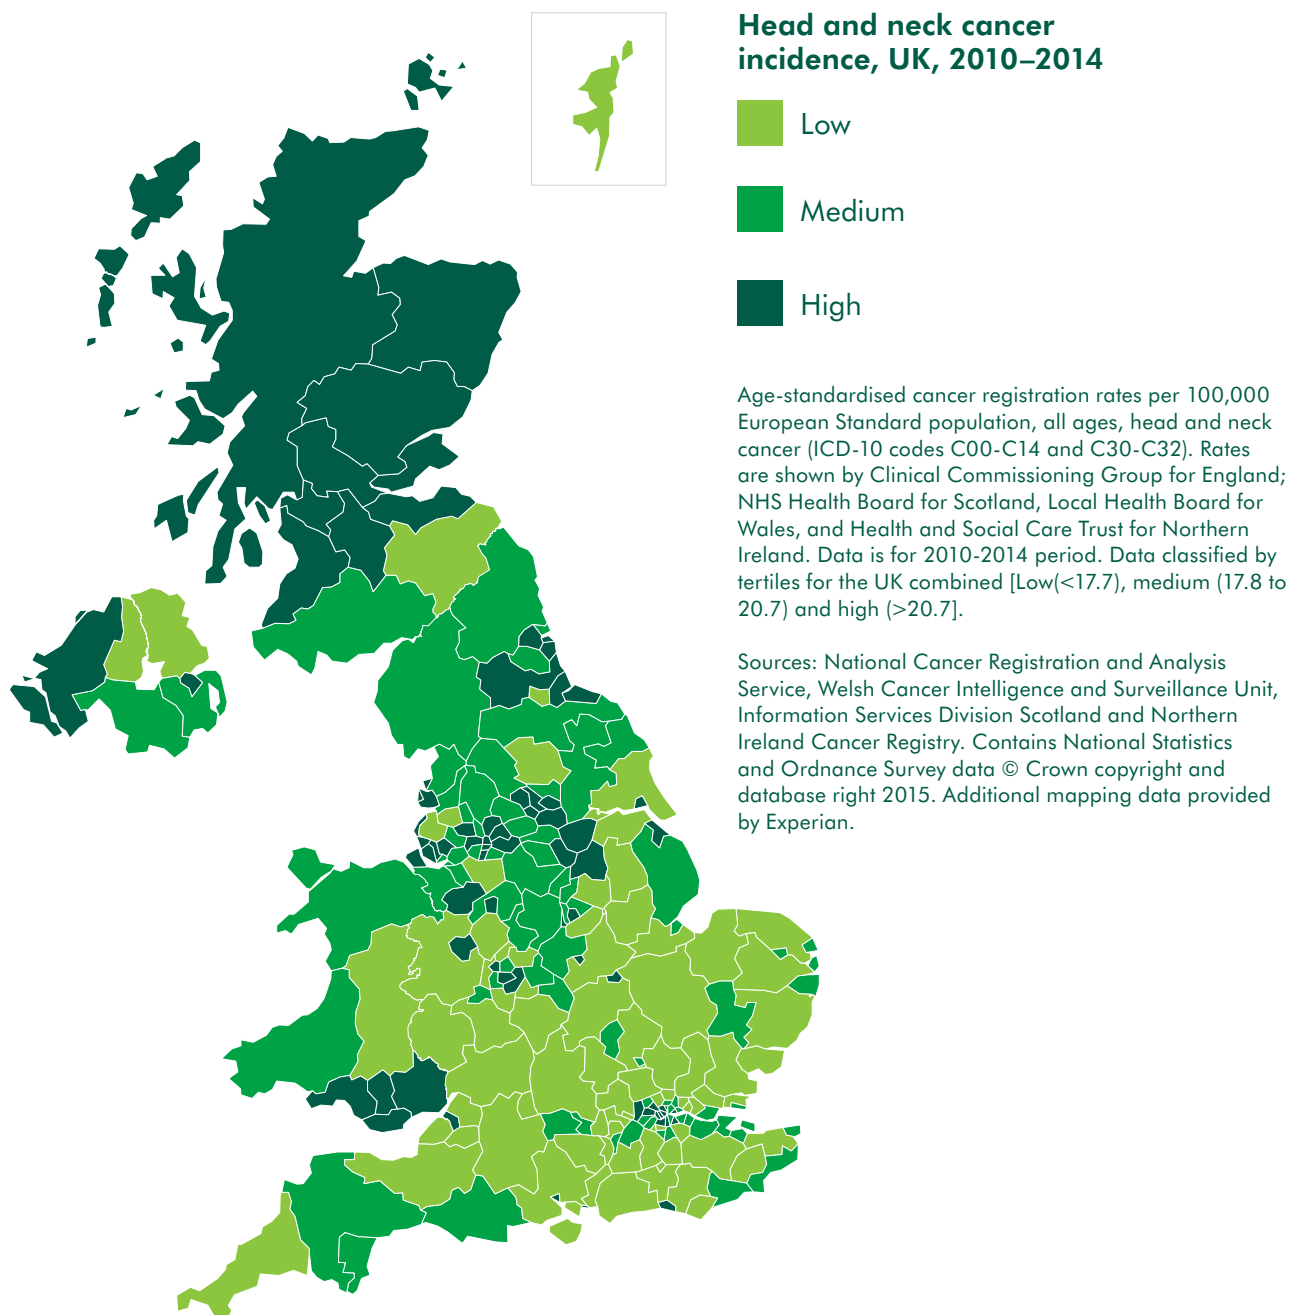 Head and neck cancer
incidence, UK, 2010–2014
Low
Medium
High
Age-standardised cancer registration rates per 100,000
European Standard population, all ages, head and neck
cancer (ICD-10 codes C00-C14 and C30-C32). Rates
are shown by Clinical Commissioning Group for England;
NHS Health Board for Scotland, Local Health Board for
Wales, and Health and Social Care Trust for Northern
Ireland. Data is for 2010-2014 period. Data classified by
tertiles for the UK combined [Low(<17.7), medium (17.8 to
20.7) and high (>20.7].
Sources: National Cancer Registration and Analysis
Service, Welsh Cancer Intelligence and Surveillance Unit,
Information Services Division Scotland and Northern
Ireland Cancer Registry. Contains National Statistics
and Ordnance Survey data © Crown copyright and
database right 2015. Additional mapping data provided
by Experian.